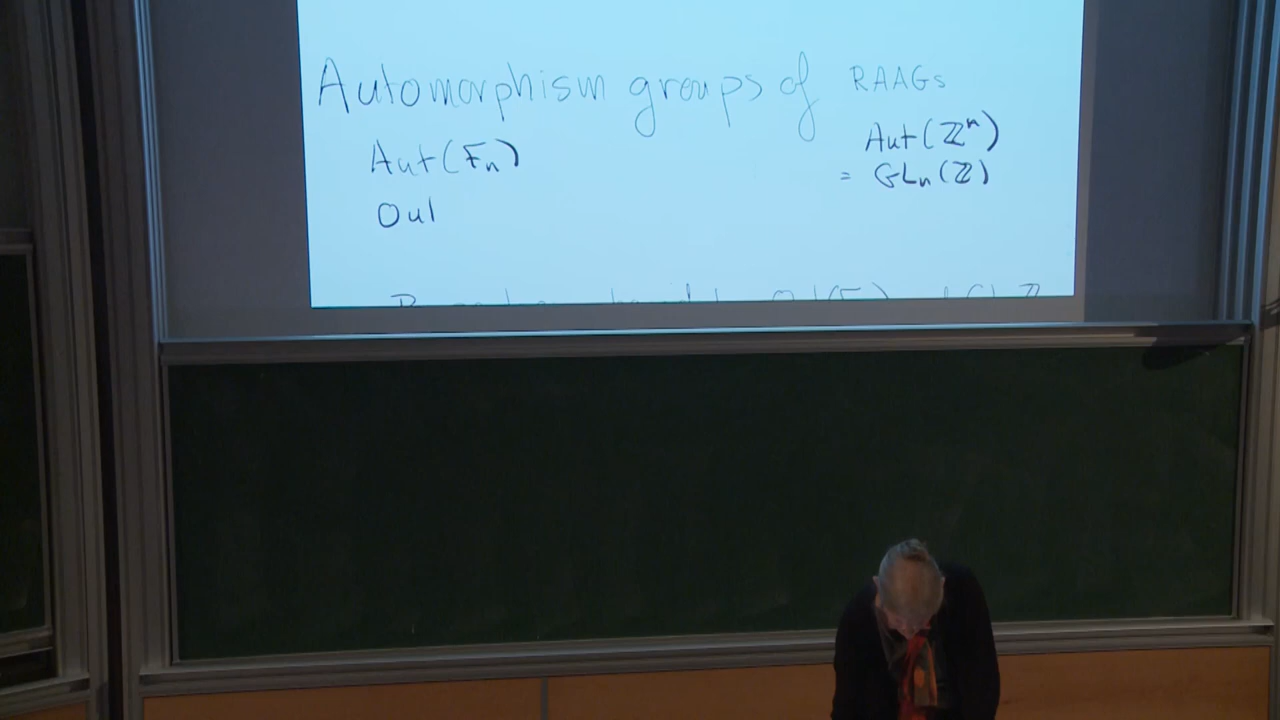 Automorphism groups of RAAGs
Aut(Fn) Aut(ℤⁿ)
= GLn(ℤ)
Out